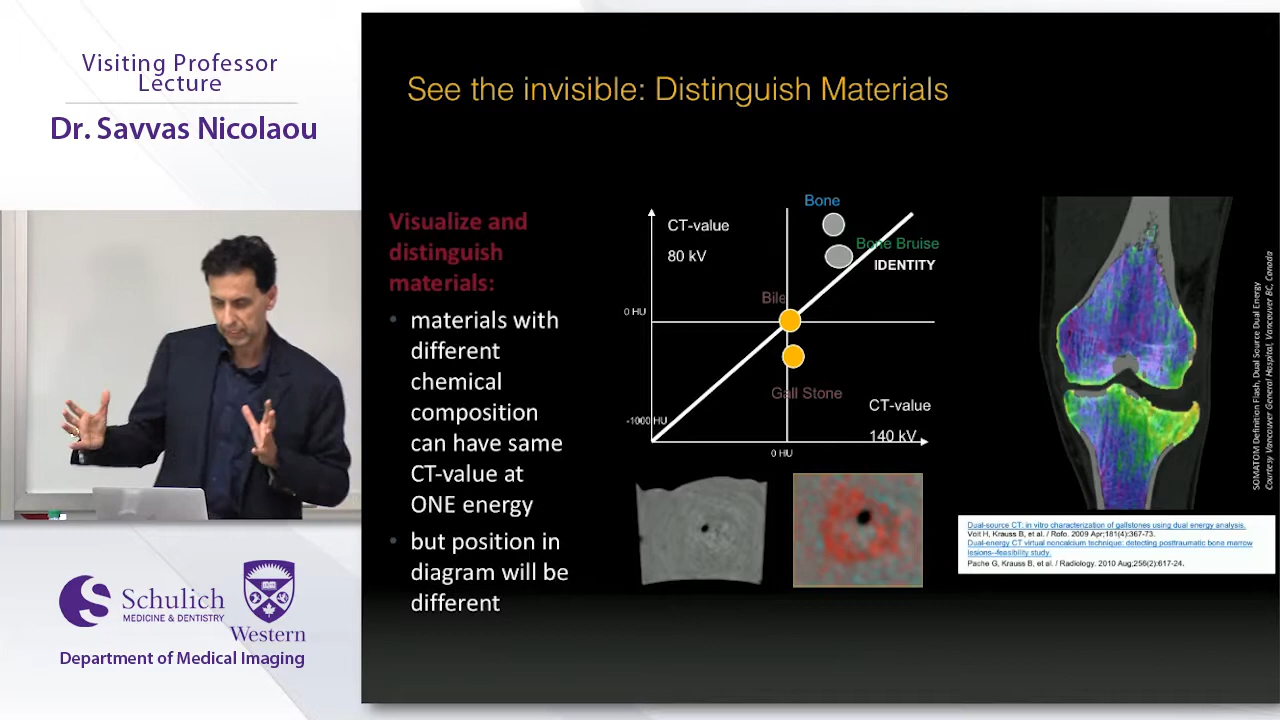 Visiting Professor
Lecture
Dr. Savvas Nicolaou
Schulich
MEDICINE & DENTISTRY
Western
Department of Medical Imaging
See the invisible: Distinguish Materials
Visualize and
distinguish
materials:
• materials with
different
chemical
composition
can have same
CT-value at
ONE energy
• but position in
diagram will be
different
Bone
CT-value
80 kV
Bone Bruise
IDENTITY
Bile
0 HU
Gall Stone
CT-value
-1000 HU
140 kV
0 HU
SOMATOM Definition Flash, Dual Source Dual Energy
Courtesy Vancouver General Hospital, Vancouver BC, Canada
Dual-source CT: in vitro characterization of gallstones using dual energy analysis.
Voit H, Krauss B, et al. / Rofo. 2009 Apr;181(4):367-73.
Dual-energy CT virtual noncalcium technique: detecting posttraumatic bone marrow
lesions--feasibility study.
Pache G, Krauss B, et al. / Radiology. 2010 Aug;256(2):617-24.